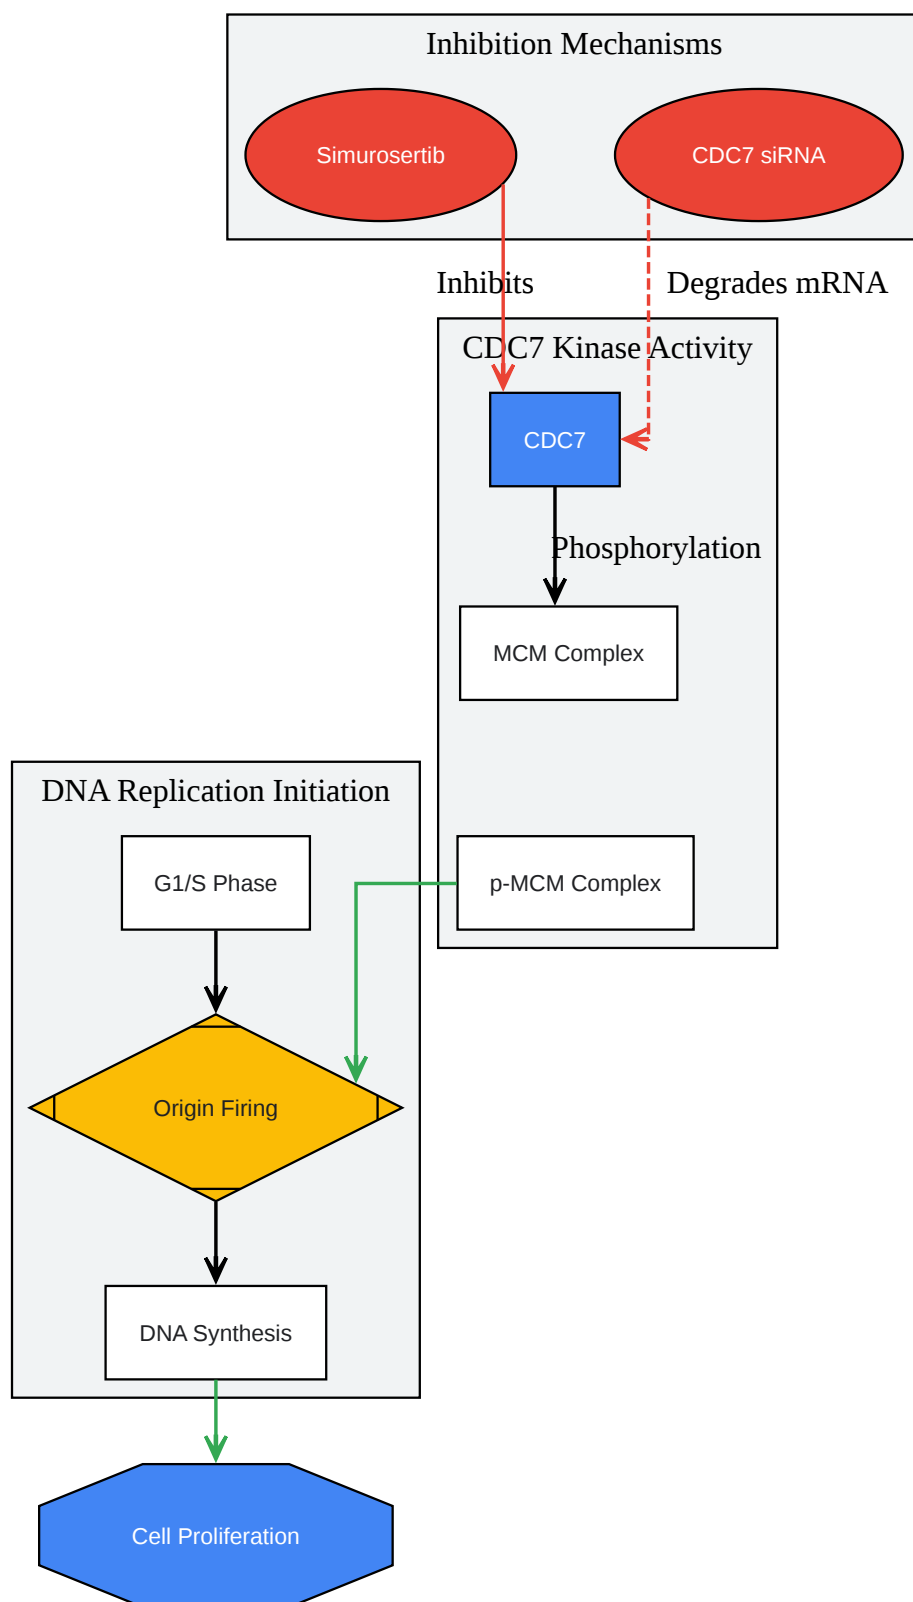 Inhibition Mechanisms
Simurosertib
CDC7 siRNA
Inhibits
Degrades mRNA
CDC7 Kinase Activity
CDC7
Phosphorylation
MCM Complex
DNA Replication Initiation
G1/S Phase
p-MCM Complex
Origin Firing
DNA Synthesis
Cell Proliferation